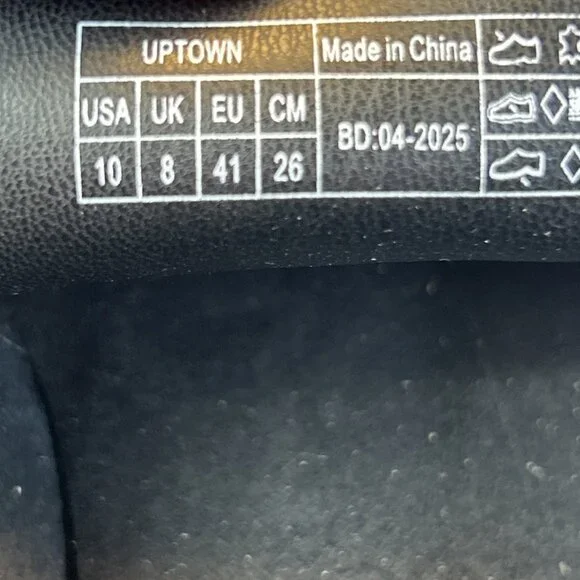 UPTOWN Made in China
USA UK EU CM
BD:04-2025
10 8 41 26